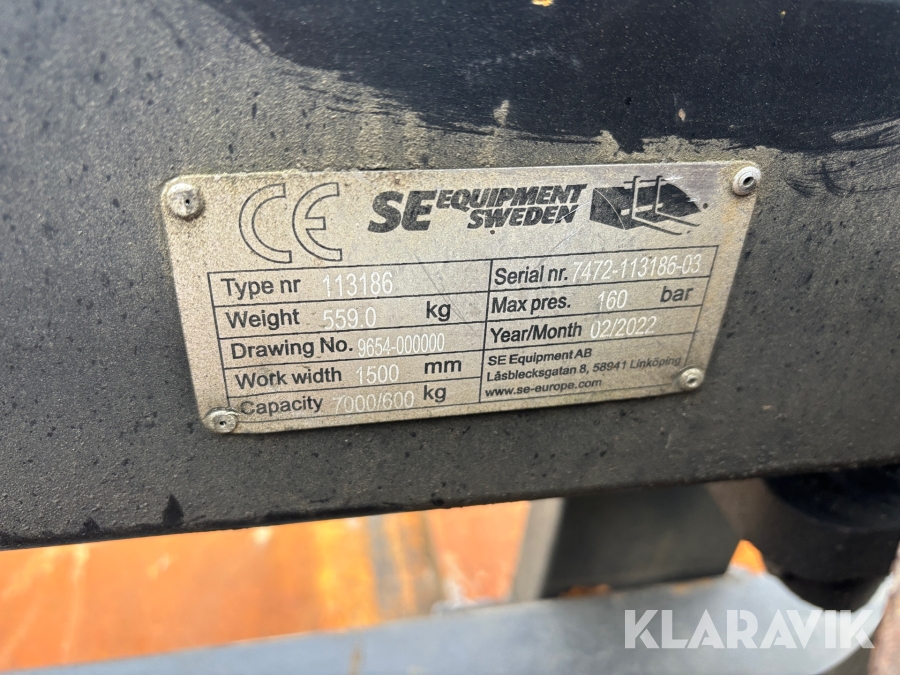 CE SE EQUIPMENT
SWEDEN
Type nr 113186
Weight 559.0 kg
Drawing No. 9654-000000
Work width 1500 mm
Capacity 7000/600 kg
Serial nr. 7472-113186-03
Max pres. 160 bar
Year/Month 02/2022
SE Equipment AB
Låsblecksgatan 8, 58941 Linköping
www.se-europe.com
KLARAVIK